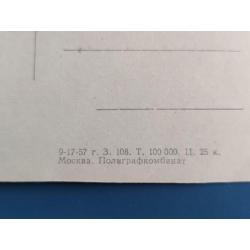 9-17-57 г. З. 108. Т. 100 000. Ц. 25 к.
Москва. Полиграфкомбинат